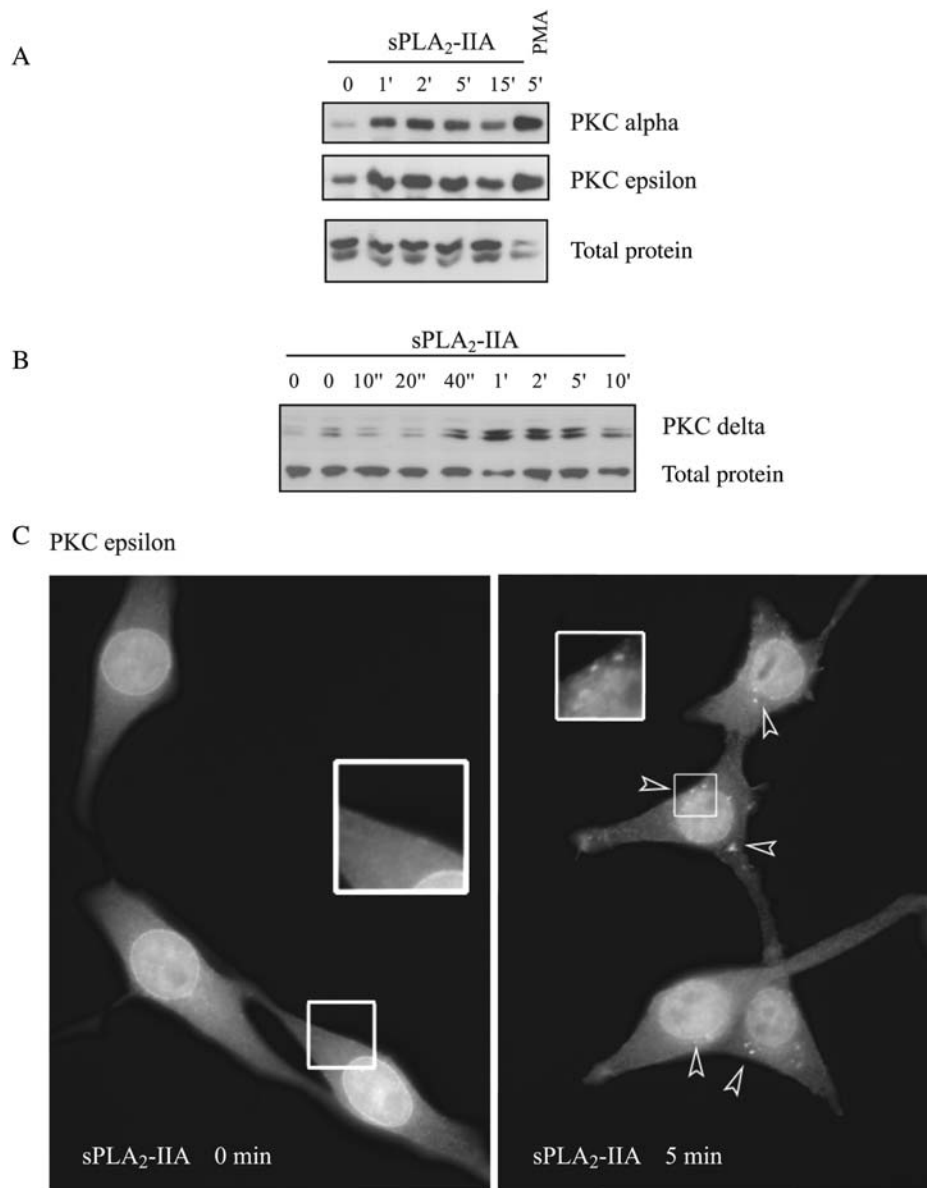 A
sPLA₂-IIA
PMA
0 1' 2' 5' 15' 5'
PKC alpha
PKC epsilon
Total protein
B
sPLA₂-IIA
0 0 10" 20" 40" 1' 2' 5' 10'
PKC delta
Total protein
C PKC epsilon
sPLA₂-IIA 0 min
sPLA₂-IIA 5 min